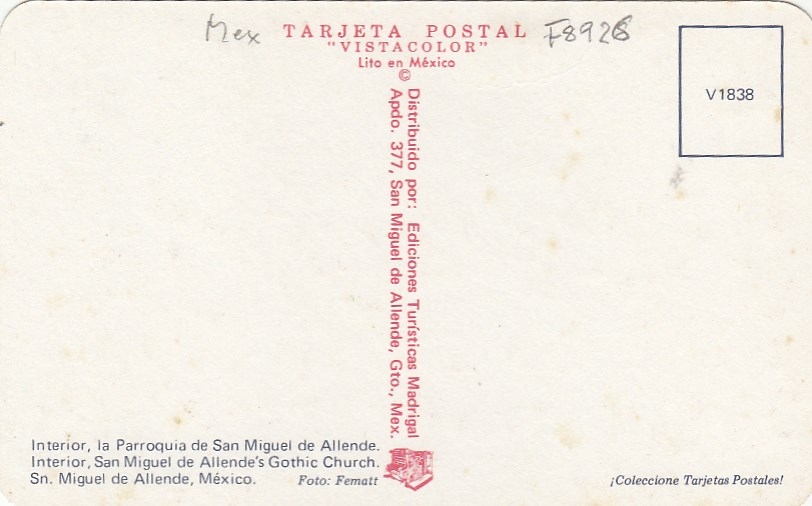 Mex
TARJETA POSTAL
"VISTACOLOR"
Lito en México
©
F8928
V1838
Distribuido por: Ediciones Turísticas Madrigal
Apdo. 377, San Miguel de Allende, Gto., Mex.
Interior, la Parroquia de San Miguel de Allende.
Interior, San Miguel de Allende's Gothic Church.
Sn. Miguel de Allende, México. Foto: Fematt
¡Coleccione Tarjetas Postales!